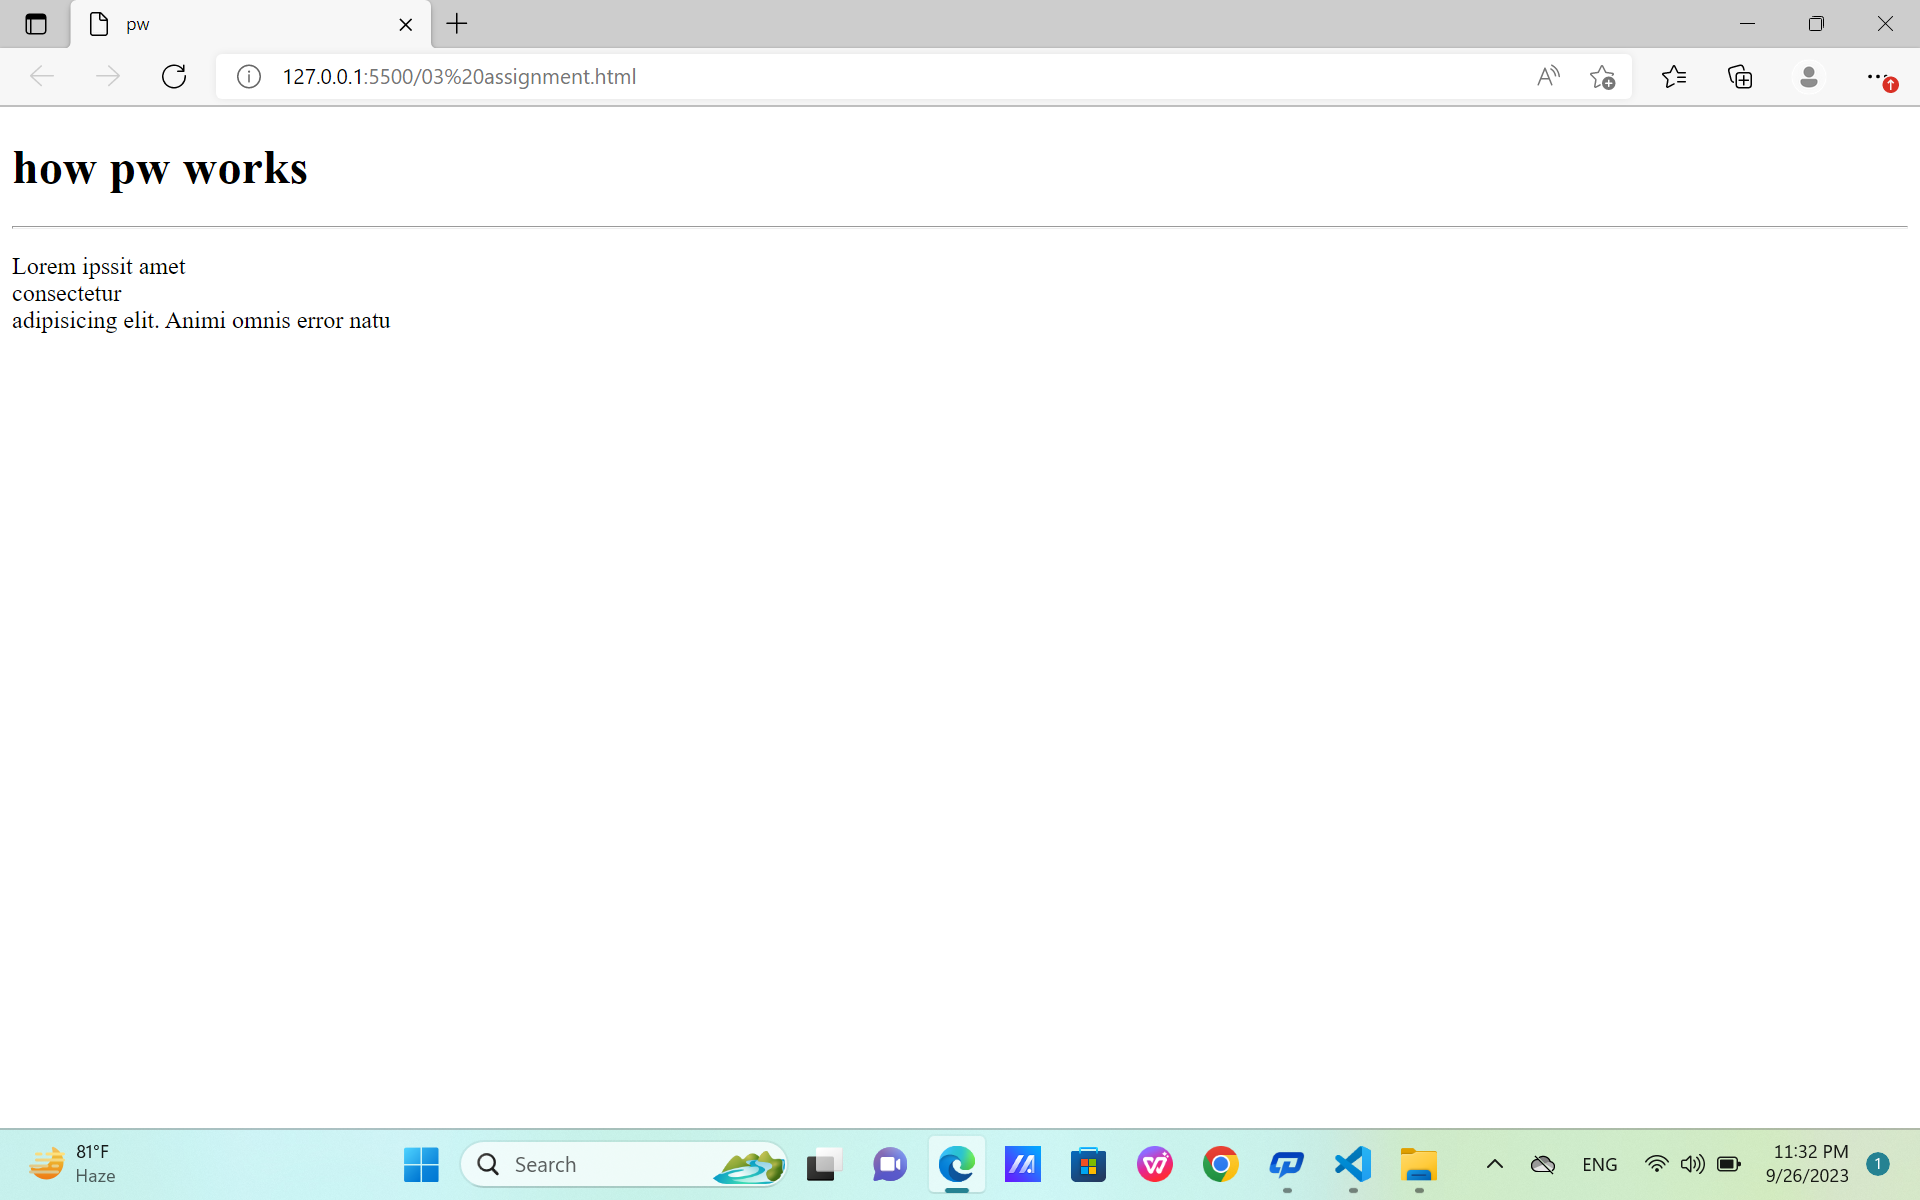 pw
127.0.0.1:5500/03%20assignment.html
how pw works
Lorem ipssit amet
consectetur
adipisicing elit. Animi omnis error natu
81°F
Haze
Search
ENG
11:32 PM
9/26/2023
1